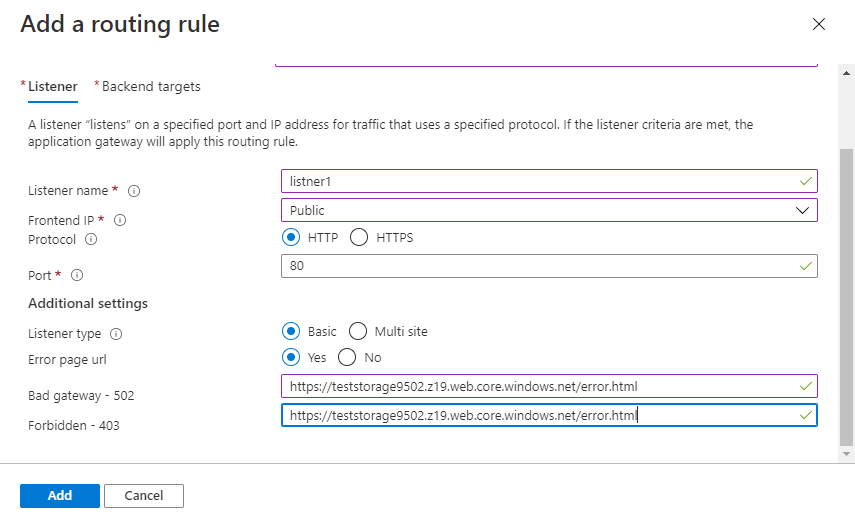 Add a routing rule
* Listener * Backend targets
A listener “listens” on a specified port and IP address for traffic that uses a specified protocol. If the listener criteria are met, the
application gateway will apply this routing rule.
Listener name * listner1
Frontend IP * Public
Protocol HTTP HTTPS
Port * 80
Additional settings
Listener type Basic Multi site
Error page url Yes No
Bad gateway - 502 https://teststorage9502.z19.web.core.windows.net/error.html
Forbidden - 403 https://teststorage9502.z19.web.core.windows.net/error.html
Add Cancel